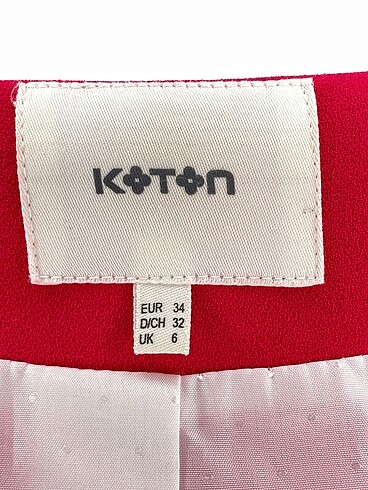 KOTON
EUR 34
D/CH 32
UK 6